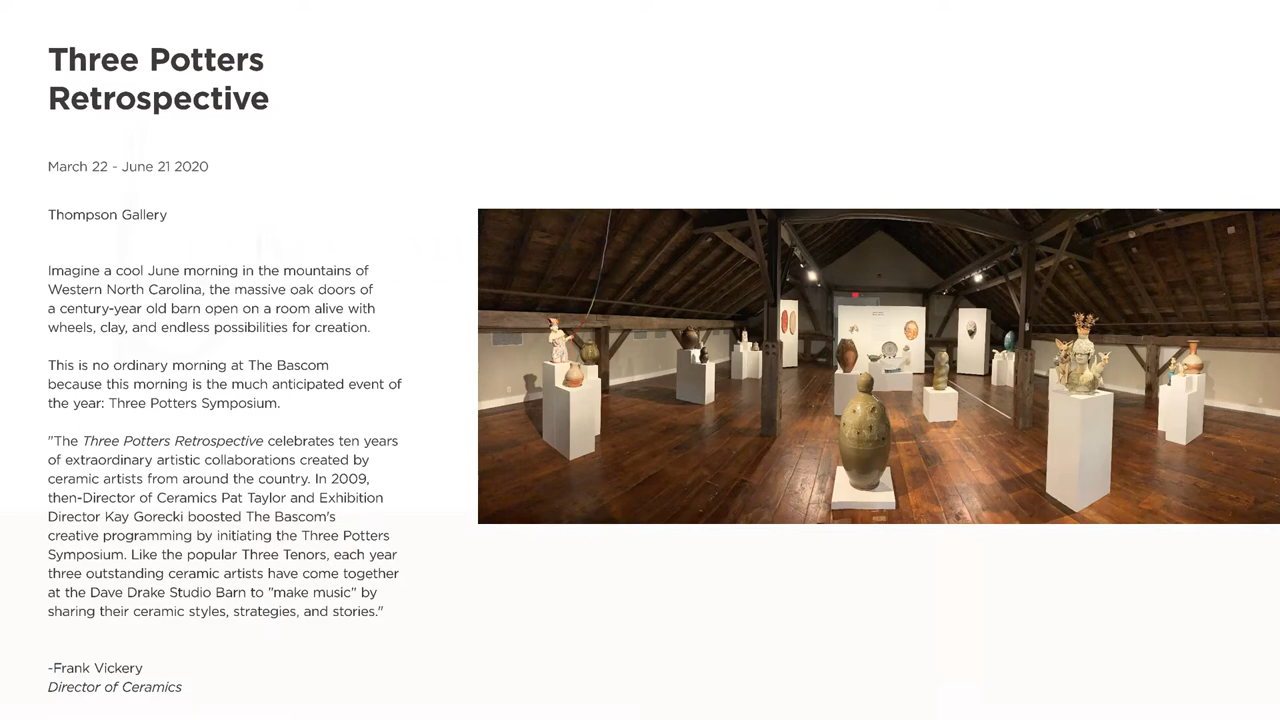 Three Potters
Retrospective
March 22 - June 21 2020
Thompson Gallery
Imagine a cool June morning in the mountains of
Western North Carolina, the massive oak doors of
a century-year old barn open on a room alive with
wheels, clay, and endless possibilities for creation.
This is no ordinary morning at The Bascom
because this morning is the much anticipated event of
the year: Three Potters Symposium.
"The Three Potters Retrospective celebrates ten years
of extraordinary artistic collaborations created by
ceramic artists from around the country. In 2009,
then-Director of Ceramics Pat Taylor and Exhibition
Director Kay Gorecki boosted The Bascom's
creative programming by initiating the Three Potters
Symposium. Like the popular Three Tenors, each year
three outstanding ceramic artists have come together
at the Dave Drake Studio Barn to "make music" by
sharing their ceramic styles, strategies, and stories."
-Frank Vickery
Director of Ceramics